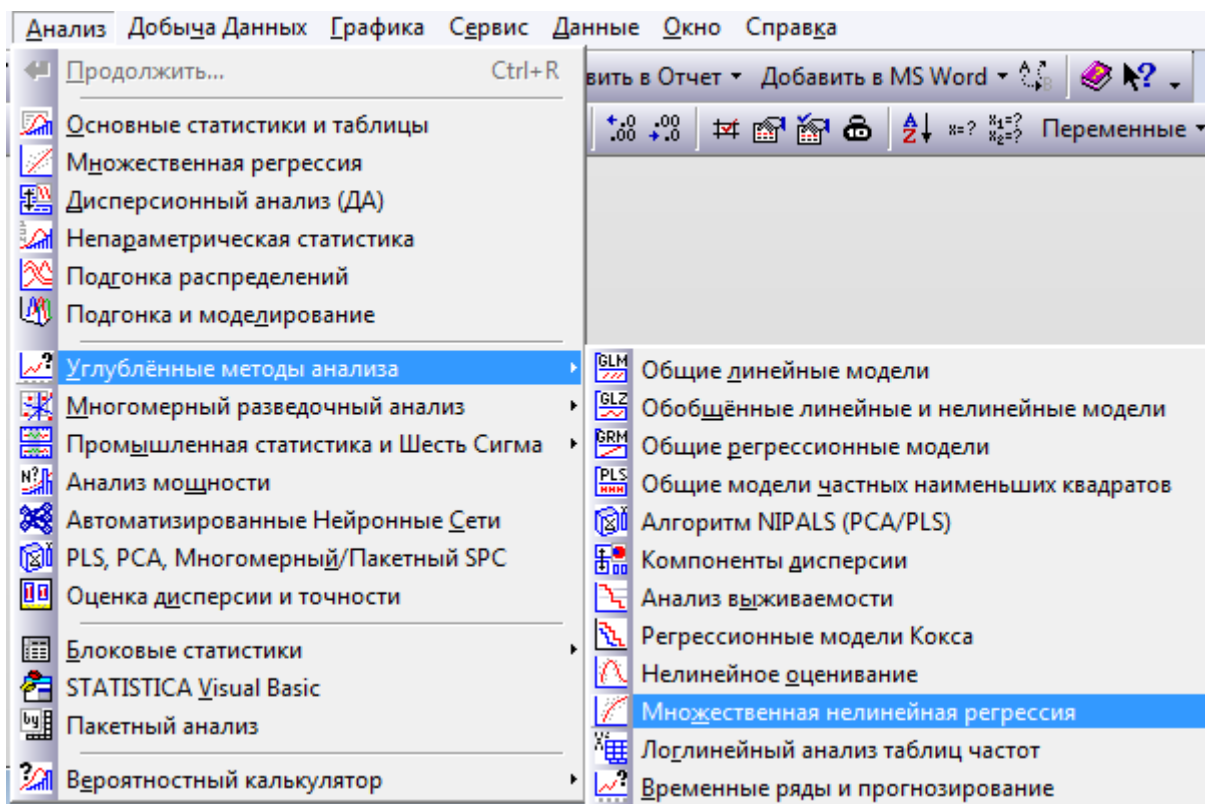 Анализ Добыча Данных Графика Сервис Данные Окно Справка
Продолжить... Ctrl+R
вить в Отчет Добавить в MS Word
Основные статистики и таблицы
Переменные
Множественная регрессия
Дисперсионный анализ (ДА)
Непараметрическая статистика
Подгонка распределений
Подгонка и моделирование
Углублённые методы анализа
Многомерный разведочный анализ
Промышленная статистика и Шесть Сигма
Анализ мощности
Автоматизированные Нейронные Сети
PLS, PCA, Многомерный/Пакетный SPC
Оценка дисперсии и точности
Блоковые статистики
STATISTICA Visual Basic
Пакетный анализ
Вероятностный калькулятор
GLM Общие линейные модели
GLZ Обобщённые линейные и нелинейные модели
GRM Общие регрессионные модели
PLS Общие модели частных наименьших квадратов
Алгоритм NIPALS (PCA/PLS)
Компоненты дисперсии
Анализ выживаемости
Регрессионные модели Кокса
Нелинейное оценивание
Множественная нелинейная регрессия
Логлинейный анализ таблиц частот
Временные ряды и прогнозирование